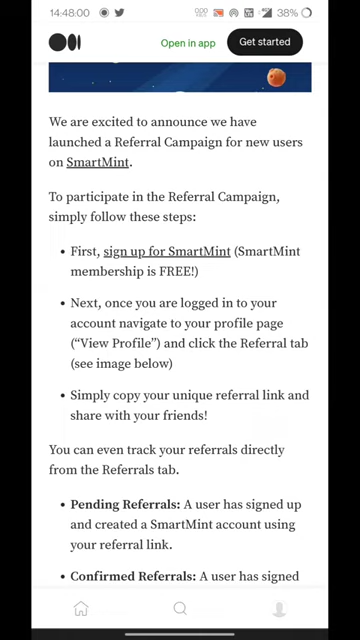 14:48:00
38%
Open in app
Get started
We are excited to announce we have
launched a Referral Campaign for new users
on SmartMint.
To participate in the Referral Campaign,
simply follow these steps:
• First, sign up for SmartMint (SmartMint
membership is FREE!)
• Next, once you are logged in to your
account navigate to your profile page
(“View Profile”) and click the Referral tab
(see image below)
• Simply copy your unique referral link and
share with your friends!
You can even track your referrals directly
from the Referrals tab.
• Pending Referrals: A user has signed up
and created a SmartMint account using
your referral link.
• Confirmed Referrals: A user has signed